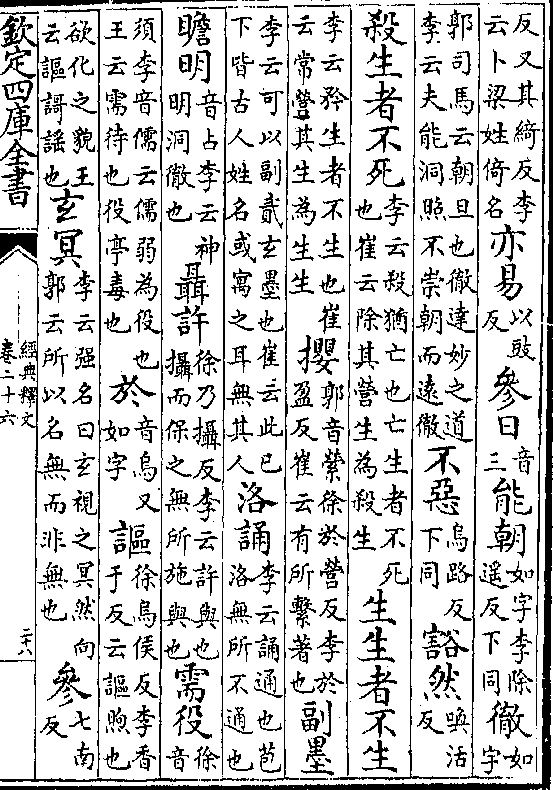 反又其綺反李云卜梁姓倚名亦易以豉反參日音三能朝如字李除遥反下同徹如字
郭司馬云朝旦也徹達妙之道李云夫能洞照不崇朝而遠徹不惡烏路反下同豁然喚活反
殺生者不死李云殺猶亡也亡生者不死也崔云除其營生為殺生生生者不生
李云矜生者不生也崔云常營其生為生生攖郭音縈徐於營反李於盈反崔云有所繫著也副墨
李云可以副貳玄墨也崔云此已下皆古人姓名或寓之耳無其人洛誦李云誦通也苞洛無所不通也
瞻明音占李云神明洞徹也聶許徐乃攝反李云許與也攝而保之無所施與也需役徐音
須李音儒云儒弱為役也王云需待也役亭毒也於音烏又如字謳徐烏侯反李香于反云謳煦也
欲化之貌王云謳謌謡也玄冥李云强名曰玄視之冥然向郭云所以名無而非無也參七南反
欽定四庫全書
經典釋文
卷二十六
二十八